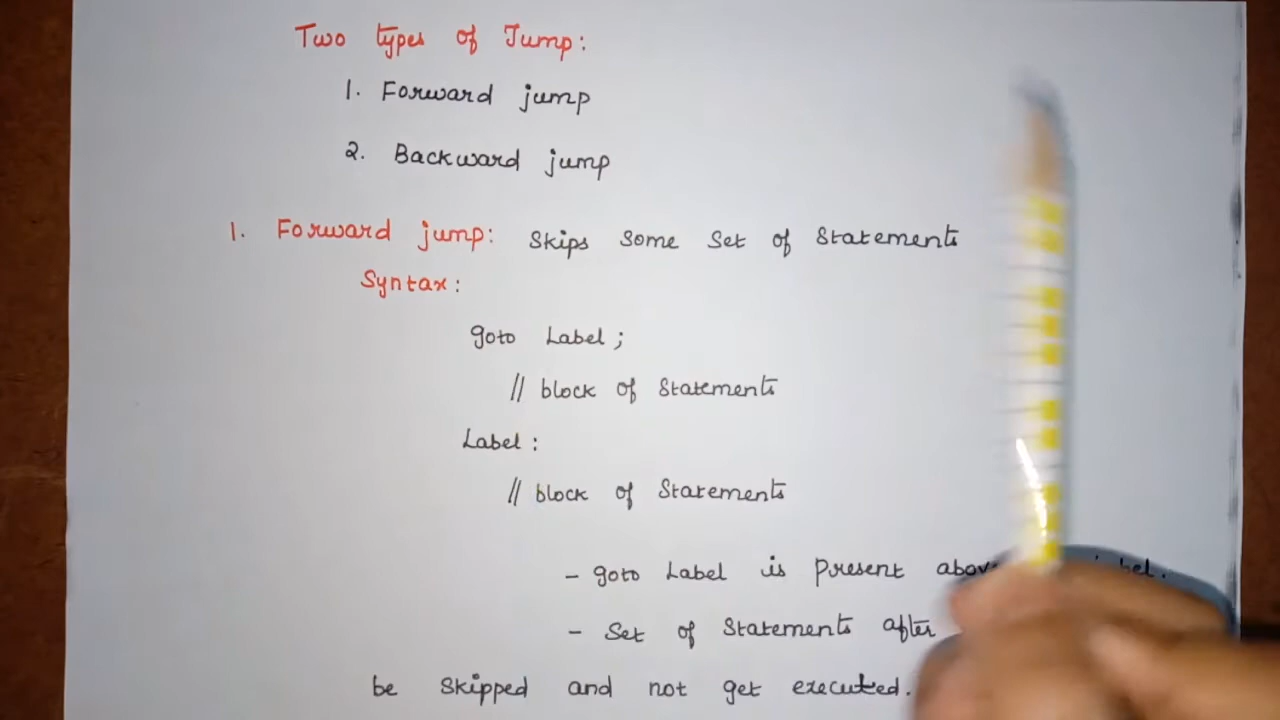 Two types of Jump:
1. Forward jump
2. Backward jump
1. Forward jump: Skips Some Set of Statements
Syntax:
goto Label;
// block of Statements
Label:
// block of Statements
- goto Label is present
- Set of Statements after
be Skipped and not get executed.